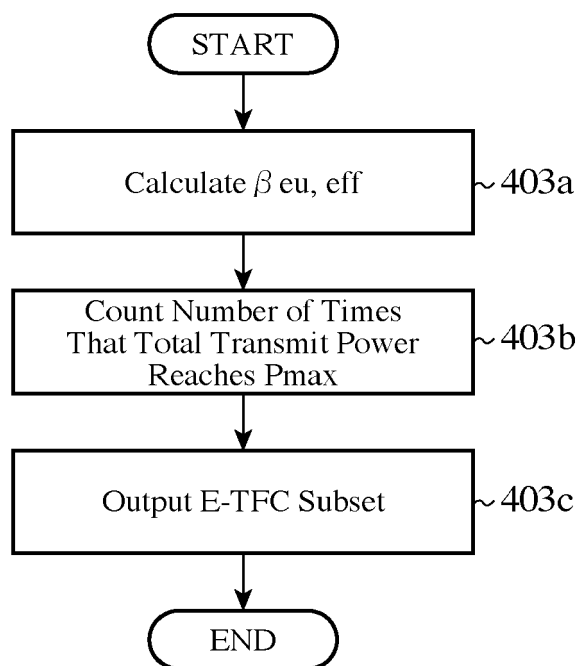 START
Calculate β eu, eff
~403a
Count Number of Times
That Total Transmit Power
Reaches Pmax
~403b
Output E-TFC Subset
~403c
END